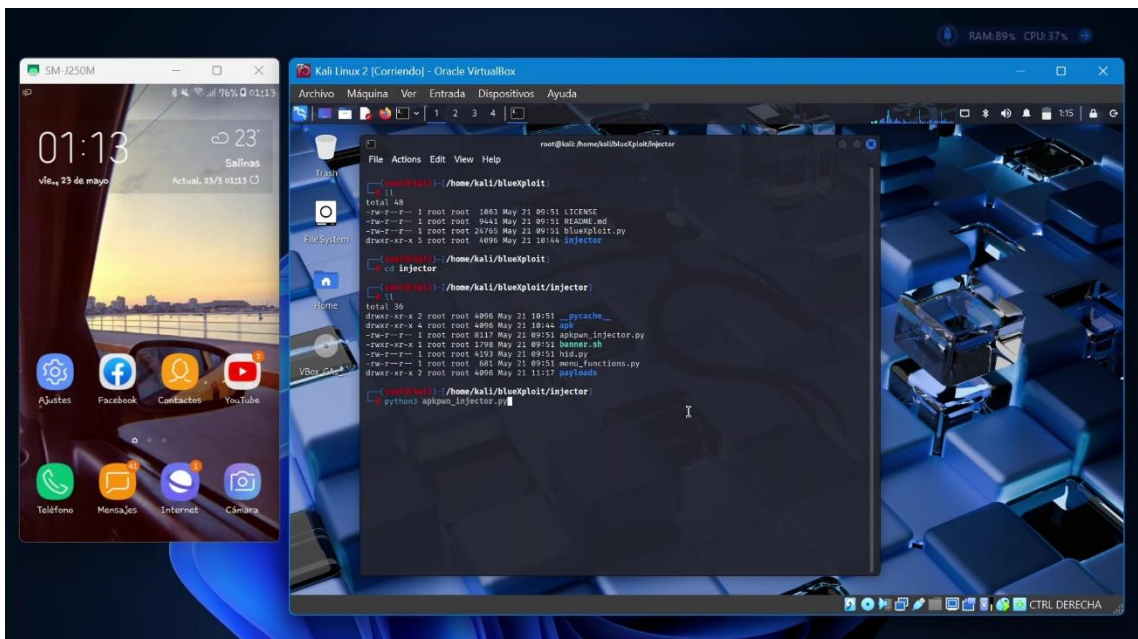 RAM:89% CPU:37%
SM-J250M
76% 01:13
01:13
23°
Salinas
vie., 23 de mayo
Actual. 23/5 01:13
Ajustes
Facebook
Contactos
YouTube
2
41
1
Teléfono
Mensajes
Internet
Cámara
Kali Linux 2 [Corriendo] - Oracle VirtualBox
Archivo Máquina Ver Entrada Dispositivos Ayuda
1 2 3 4
1:15
Trash
File System
Home
root@kali: /home/kali/blueXploit/injector
File Actions Edit View Help
(root@kali)-[/home/kali/blueXploit]
# ll
total 48
-rw-r--r-- 1 root root 1063 May 21 09:51 LICENSE
-rw-r--r-- 1 root root 9441 May 21 09:51 README.md
-rw-r--r-- 1 root root 24765 May 21 09:51 blueXploit.py
drwxr-xr-x 5 root root 4096 May 21 10:44 injector
(root@kali)-[/home/kali/blueXploit]
# cd injector
(root@kali)-[/home/kali/blueXploit/injector]
# ll
total 36
drwxr-xr-x 2 root root 4096 May 21 10:51 __pycache__
drwxr-xr-x 4 root root 4096 May 21 10:44 apk
-rw-r--r-- 1 root root 8117 May 21 09:51 apkpwn_injector.py
-rwxr-xr-x 1 root root 1798 May 21 09:51 banner.sh
-rw-r--r-- 1 root root 4193 May 21 09:51 hid.py
-rw-r--r-- 1 root root 681 May 21 09:51 menu_functions.py
drwxr-xr-x 2 root root 4096 May 21 11:17 payloads
(root@kali)-[/home/kali/blueXploit/injector]
# python3 apkpwn_injector.py
CTRL DERECHA